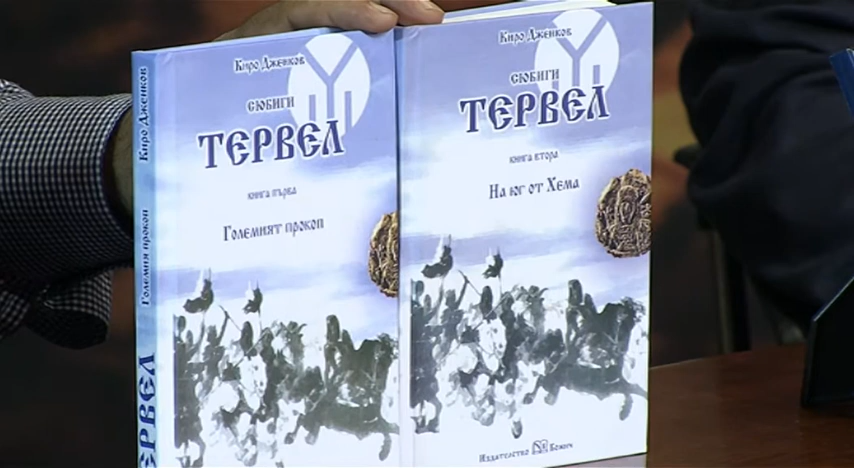 Киро Дженков
Големия прокоп
ТЕРВЕЛ
Киро Дженков
СЮБИГИ
ТЕРВЕЛ
книга първа
Големият прокоп
Киро Дженков
СЮБИГИ
ТЕРВЕЛ
книга втора
На юг от Хема
Издателство Божич